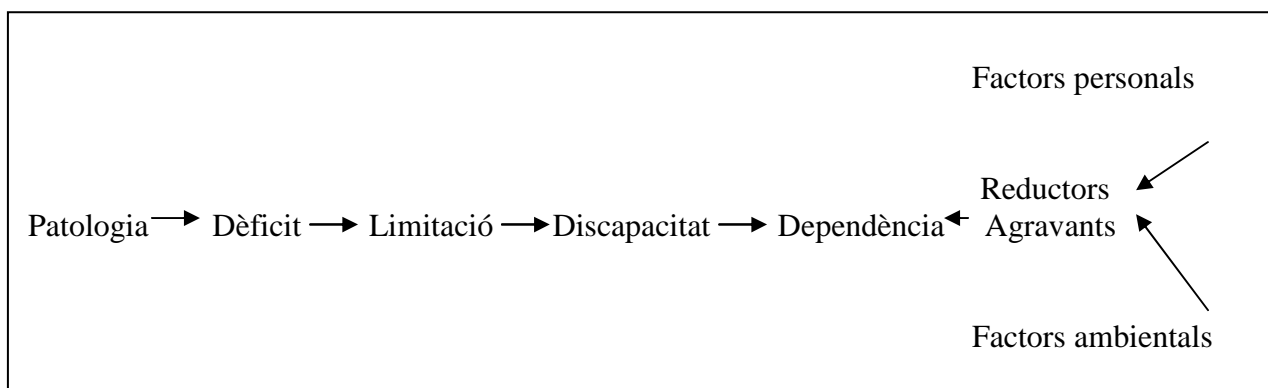 Factors personals
Reductors
Patologia Dèficit Limitació Discapacitat Dependència Agravants
Factors ambientals